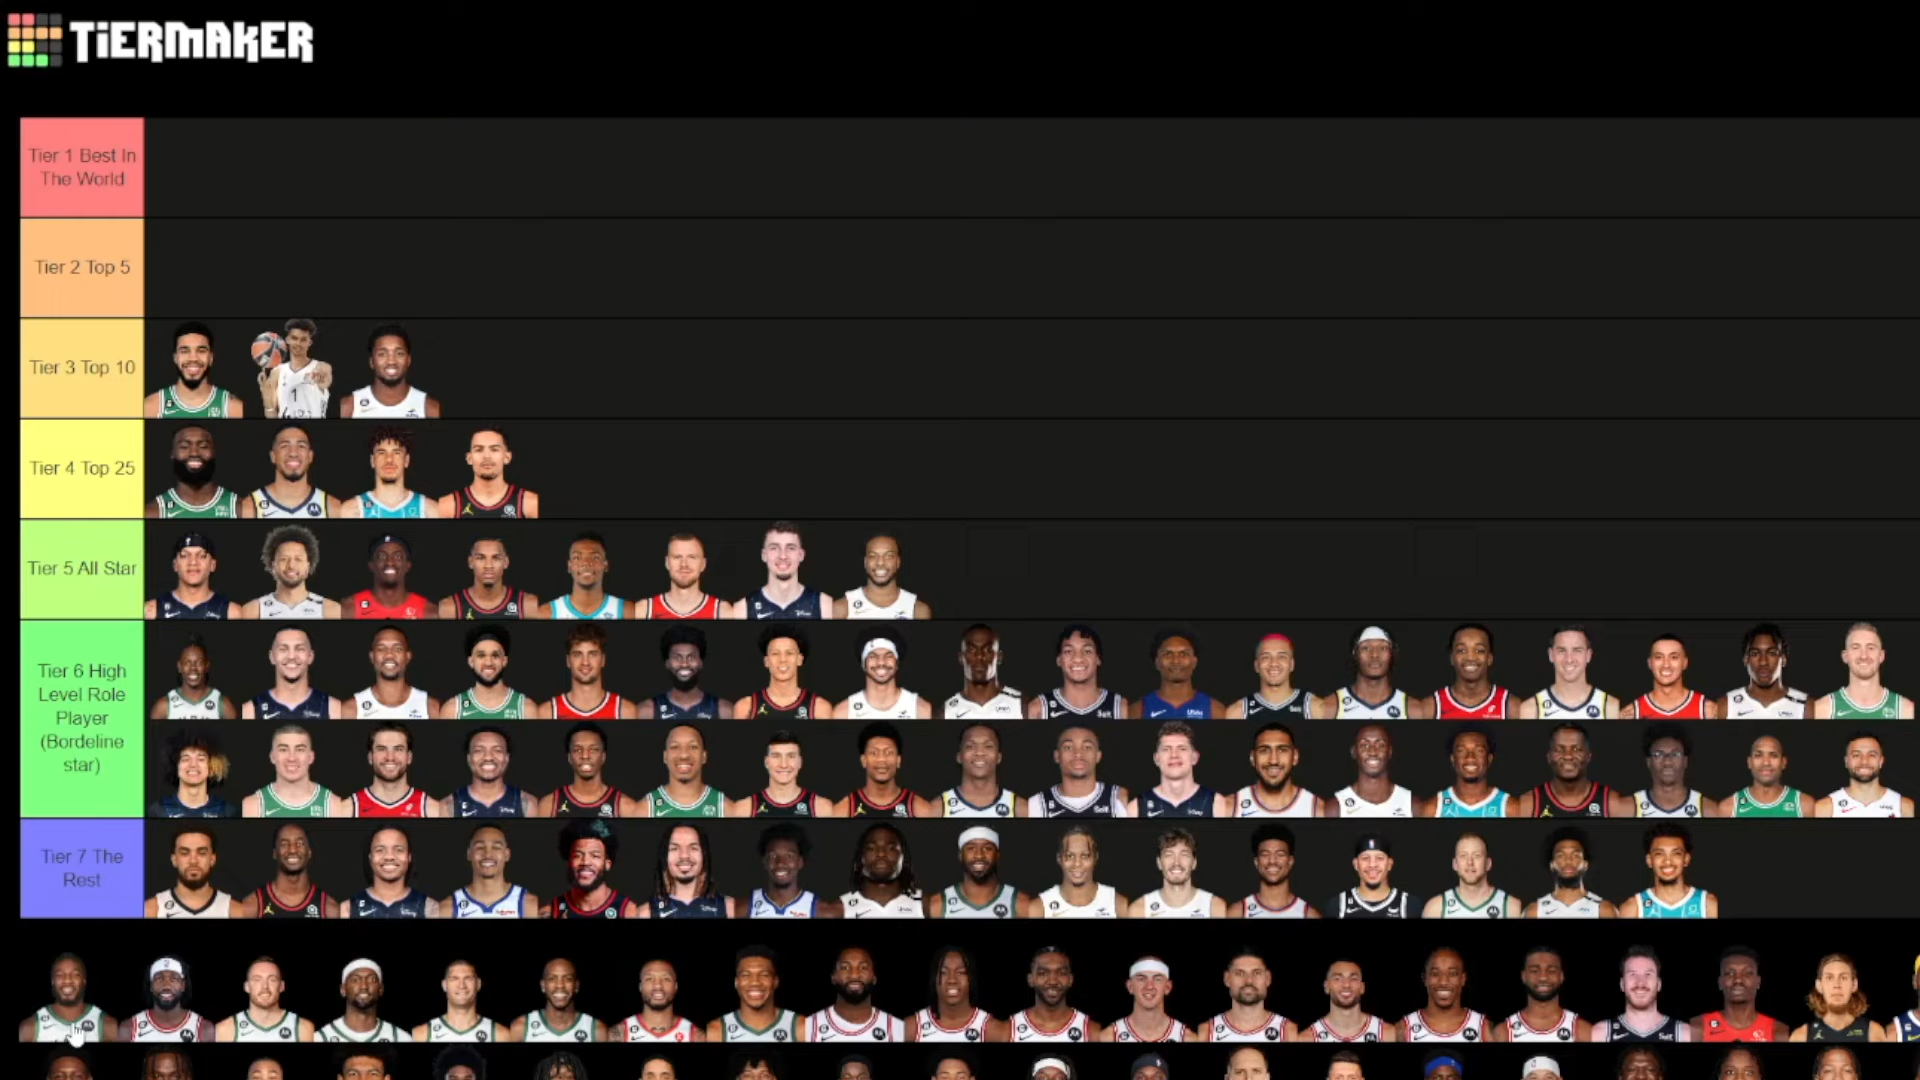 TiERMAKER
Tier 1 Best In
The World
Tier 2 Top 5
Tier 3 Top 10
1
Tier 4 Top 25
Tier 5 All Star
Tier 6 High
Level Role
Player
(Bordeline
star)
Tier 7 The
Rest